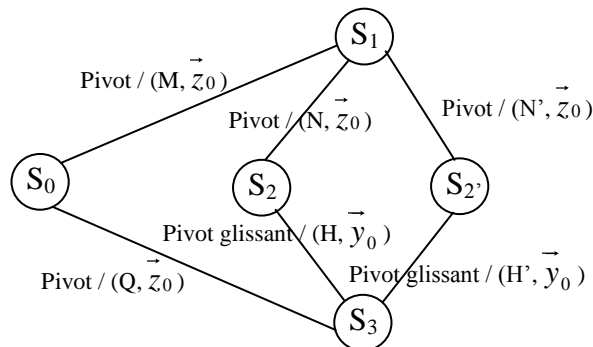 S1
Pivot / (M, z0)
Pivot / (N, z0)
Pivot / (N’, z0)
S0
S2
S2’
Pivot glissant / (H, y0)
Pivot / (Q, z0)
Pivot glissant / (H’, y0)
S3